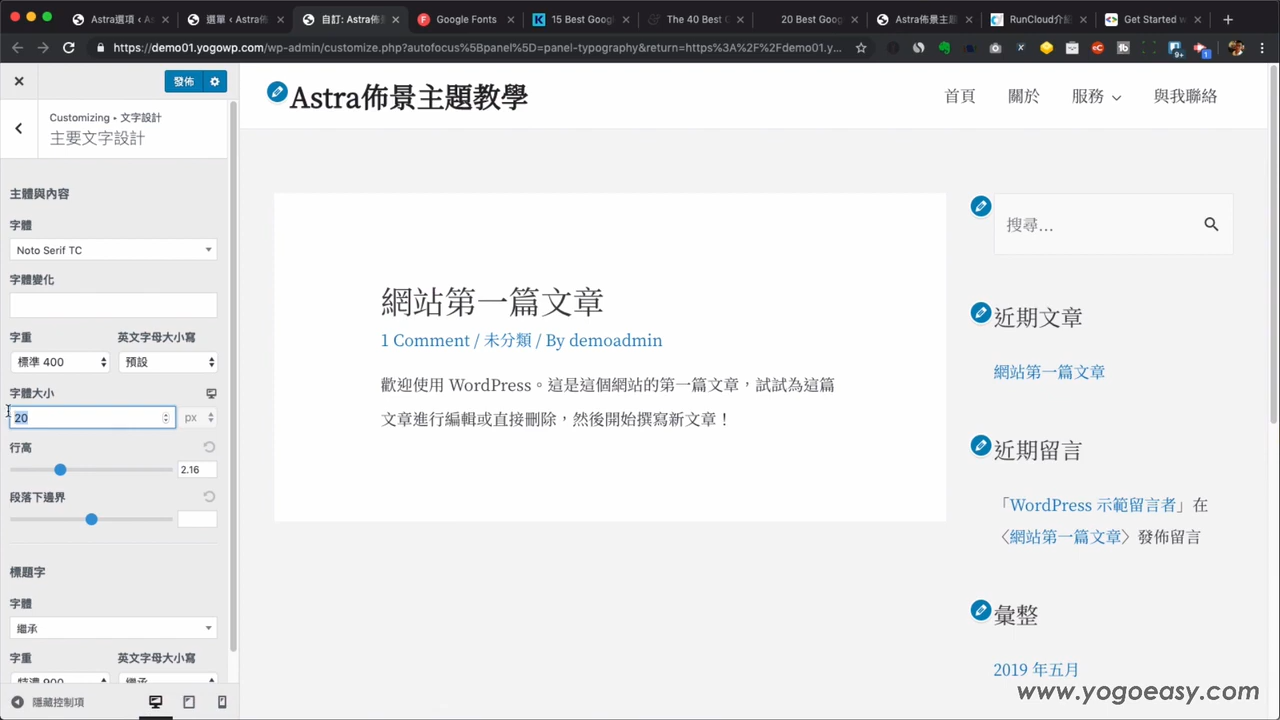 Astra選項 ‹ A
選單 ‹ Astra佈
自訂: Astra佈景
Google Fonts
15 Best Goog
The 40 Best G
20 Best Goog
Astra佈景主題
RunCloud介紹
Get Started w
https://demo01.yogowp.com/wp-admin/customize.php?autofocus%5Bpanel%5D=panel-typography&return=https%3A%2F%2Fdemo01.y...
發佈
Customizing ▸ 文字設計
主要文字設計
主體與內容
字體
Noto Serif TC
字體變化
字重
英文字母大小寫
標準 400
預設
字體大小
20
px
行高
2.16
段落下邊界
標題字
字體
繼承
字重
英文字母大小寫
特濃 900
繼承
隱藏控制項
Astra佈景主題教學
首頁
關於
服務
與我聯絡
網站第一篇文章
1 Comment / 未分類 / By demoadmin
歡迎使用 WordPress。這是這個網站的第一篇文章，試試為這篇
文章進行編輯或直接刪除，然後開始撰寫新文章！
搜尋...
近期文章
網站第一篇文章
近期留言
「WordPress 示範留言者」在
〈網站第一篇文章〉發佈留言
彙整
2019 年五月
www.yogoeasy.com